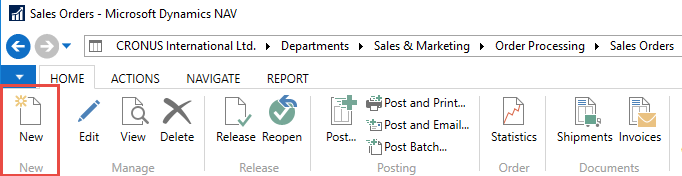 Sales Orders - Microsoft Dynamics NAV
CRONUS International Ltd. Departments Sales & Marketing Order Processing Sales Orders
HOME ACTIONS NAVIGATE REPORT
New Edit View Delete Release Reopen Post... Post and Print... Post and Email... Post Batch... Statistics Shipments Invoices
New Manage Release Posting Order Documents